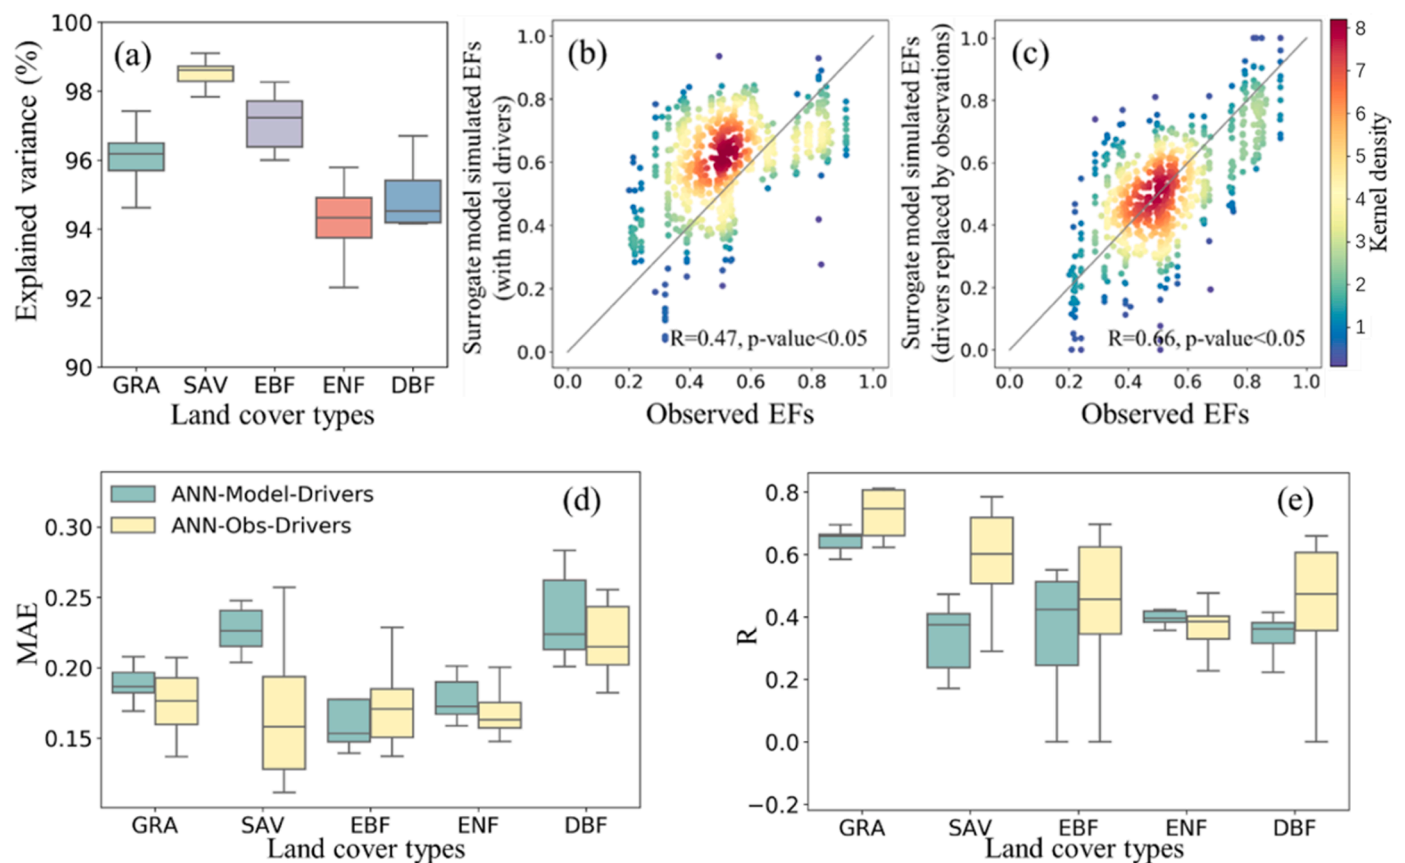 (a)
Explained variance (%)
100
98
96
94
92
90
GRA SAV EBF ENF DBF
Land cover types
(b)
Surrogate model simulated EFs
(with model drivers)
1.0
0.8
0.6
0.4
0.2
0.0
R=0.47, p-value<0.05
0.0 0.2 0.4 0.6 0.8 1.0
Observed EFs
(c)
Surrogate model simulated EFs
(drivers replaced by observations)
1.0
0.8
0.6
0.4
0.2
0.0
R=0.66, p-value<0.05
0.0 0.2 0.4 0.6 0.8 1.0
Observed EFs
8
7
6
5
4
3
2
1
Kernel density
ANN-Model-Drivers
ANN-Obs-Drivers
(d)
MAE
0.30
0.25
0.20
0.15
GRA SAV EBF ENF DBF
Land cover types
(e)
R
0.8
0.6
0.4
0.2
0.0
−0.2
GRA SAV EBF ENF DBF
Land cover types